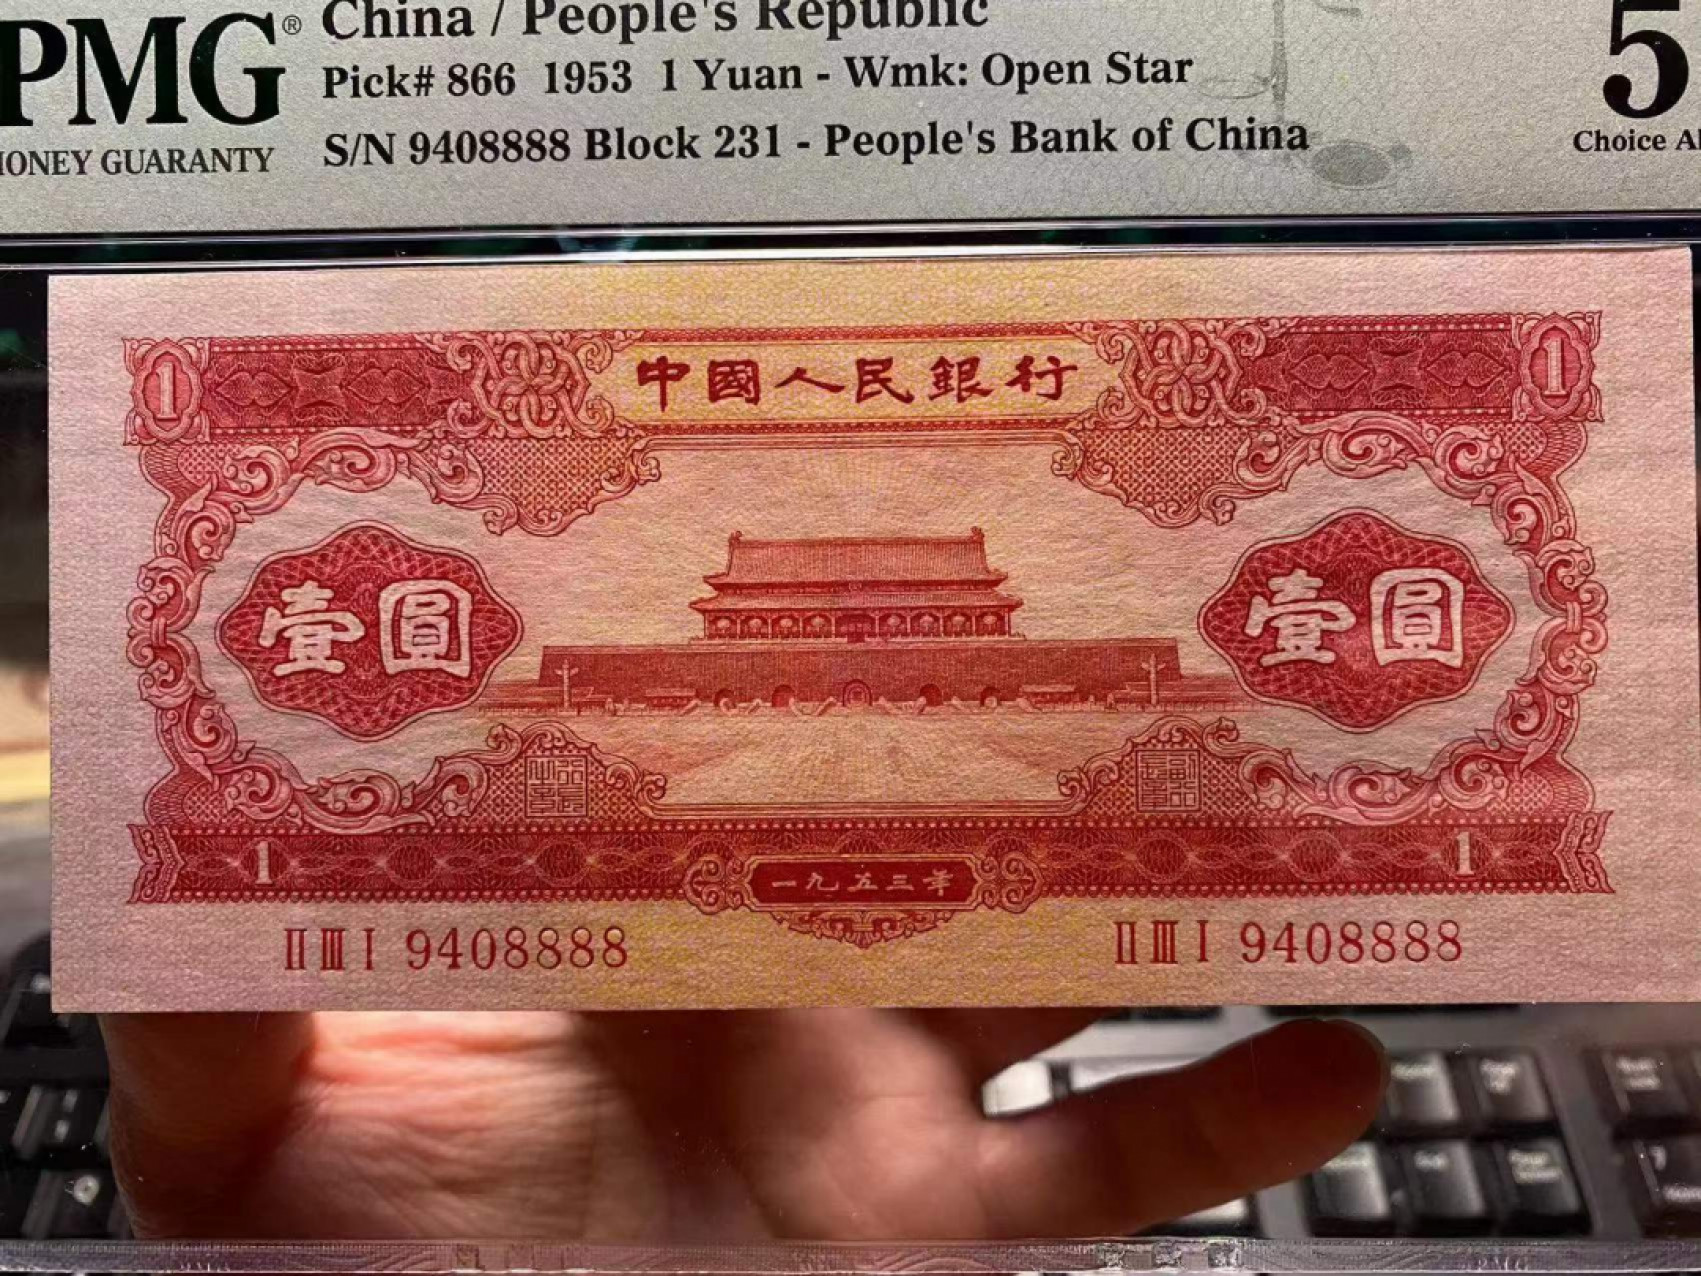 PMG® China / People's Republic
Pick# 866 1953 1 Yuan - Wmk: Open Star
MONEY GUARANTY S/N 9408888 Block 231 - People's Bank of China
5
Choice A
1 中國人民銀行 1
壹圓 壹圓
1 一九五三年 1
ⅡⅢⅠ 9408888 ⅡⅢⅠ 9408888